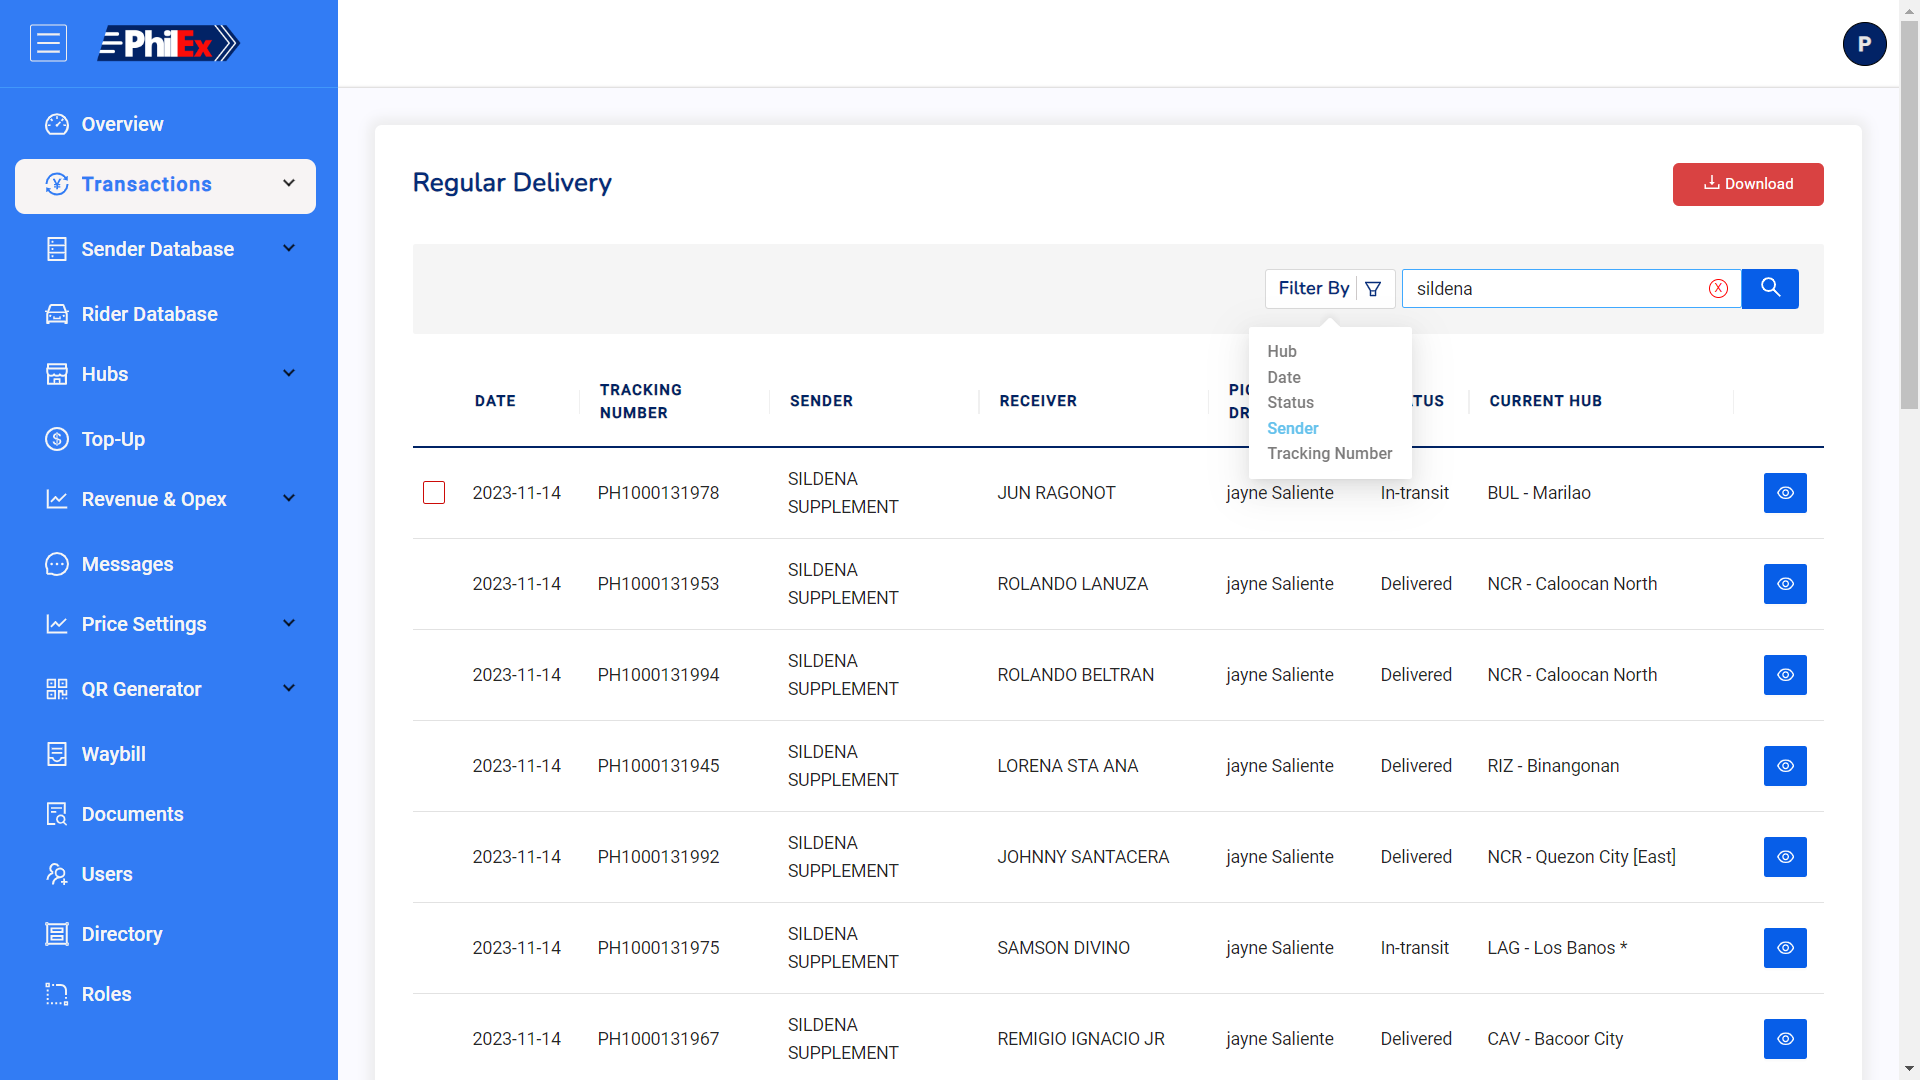 PhilEx
P
Overview
Transactions
Sender Database
Rider Database
Hubs
Top-Up
Revenue & Opex
Messages
Price Settings
QR Generator
Waybill
Documents
Users
Directory
Roles
Regular Delivery
Download
Filter By
sildena
Hub
Date
Status
Sender
Tracking Number
DATE TRACKING NUMBER SENDER RECEIVER CURRENT HUB
2023-11-14 PH1000131978 SILDENA SUPPLEMENT JUN RAGONOT jayne Saliente In-transit BUL - Marilao
2023-11-14 PH1000131953 SILDENA SUPPLEMENT ROLANDO LANUZA jayne Saliente Delivered NCR - Caloocan North
2023-11-14 PH1000131994 SILDENA SUPPLEMENT ROLANDO BELTRAN jayne Saliente Delivered NCR - Caloocan North
2023-11-14 PH1000131945 SILDENA SUPPLEMENT LORENA STA ANA jayne Saliente Delivered RIZ - Binangonan
2023-11-14 PH1000131992 SILDENA SUPPLEMENT JOHNNY SANTACERA jayne Saliente Delivered NCR - Quezon City [East]
2023-11-14 PH1000131975 SILDENA SUPPLEMENT SAMSON DIVINO jayne Saliente In-transit LAG - Los Banos *
2023-11-14 PH1000131967 SILDENA SUPPLEMENT REMIGIO IGNACIO JR jayne Saliente Delivered CAV - Bacoor City